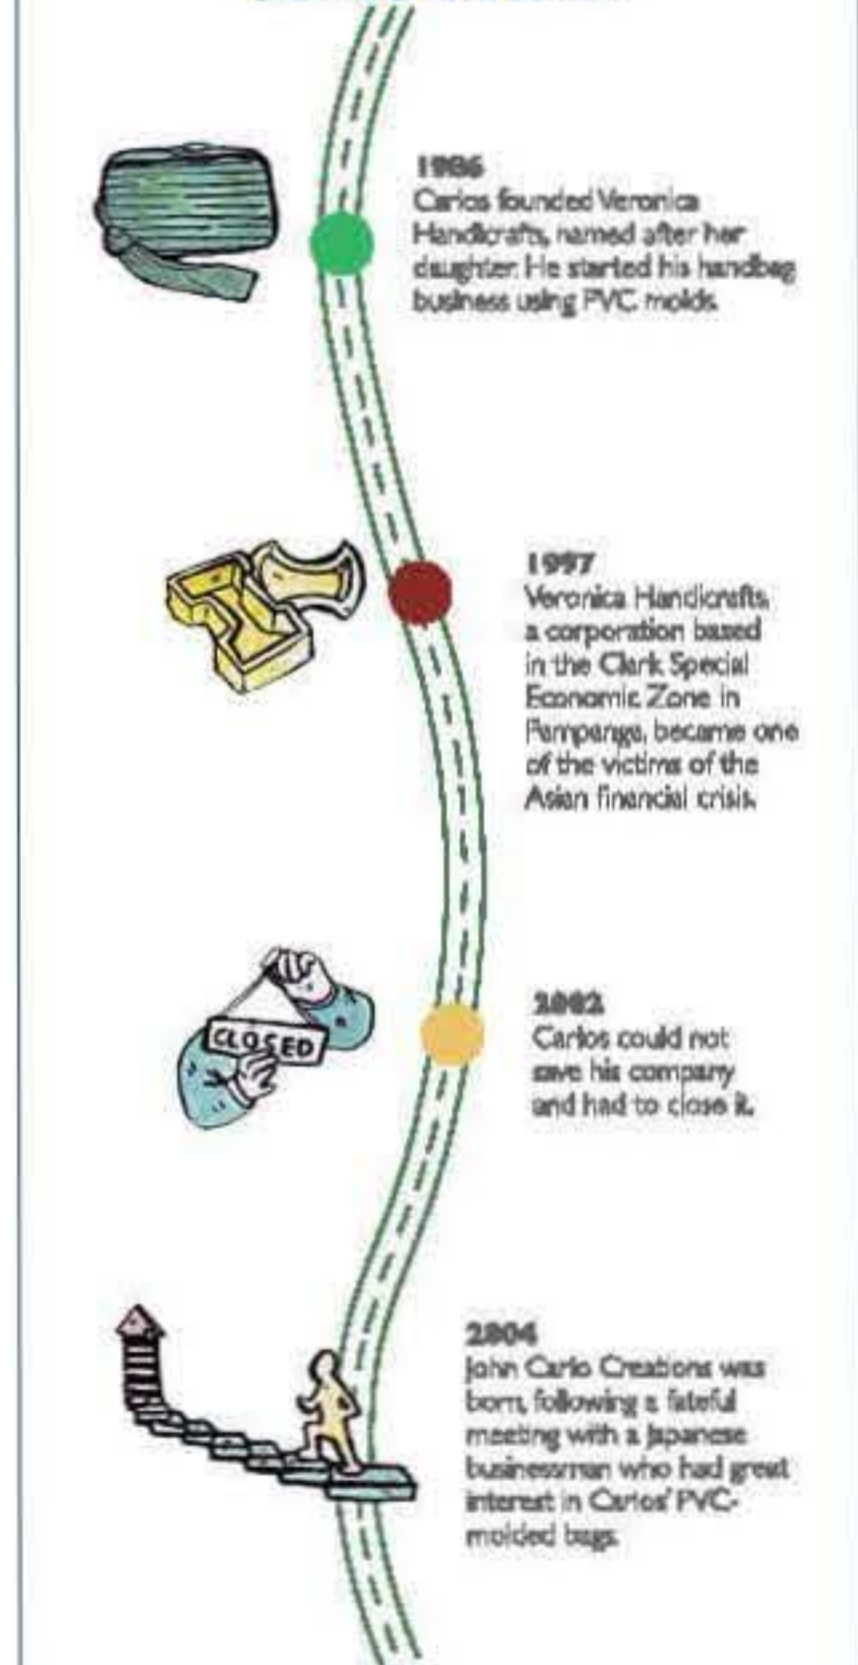 1986
Carlos founded Veronica
Handicrafts, named after her
daughter. He started his handbag
business using PVC molds.
1997
Veronica Handicrafts,
a corporation based
in the Clark Special
Economic Zone in
Pampanga, became one
of the victims of the
Asian financial crisis.
CLOSED
2002
Carlos could not
save his company
and had to close it.
2004
John Carlo Creations was
born, following a fateful
meeting with a Japanese
businessman who had great
interest in Carlos' PVC-
molded bags.